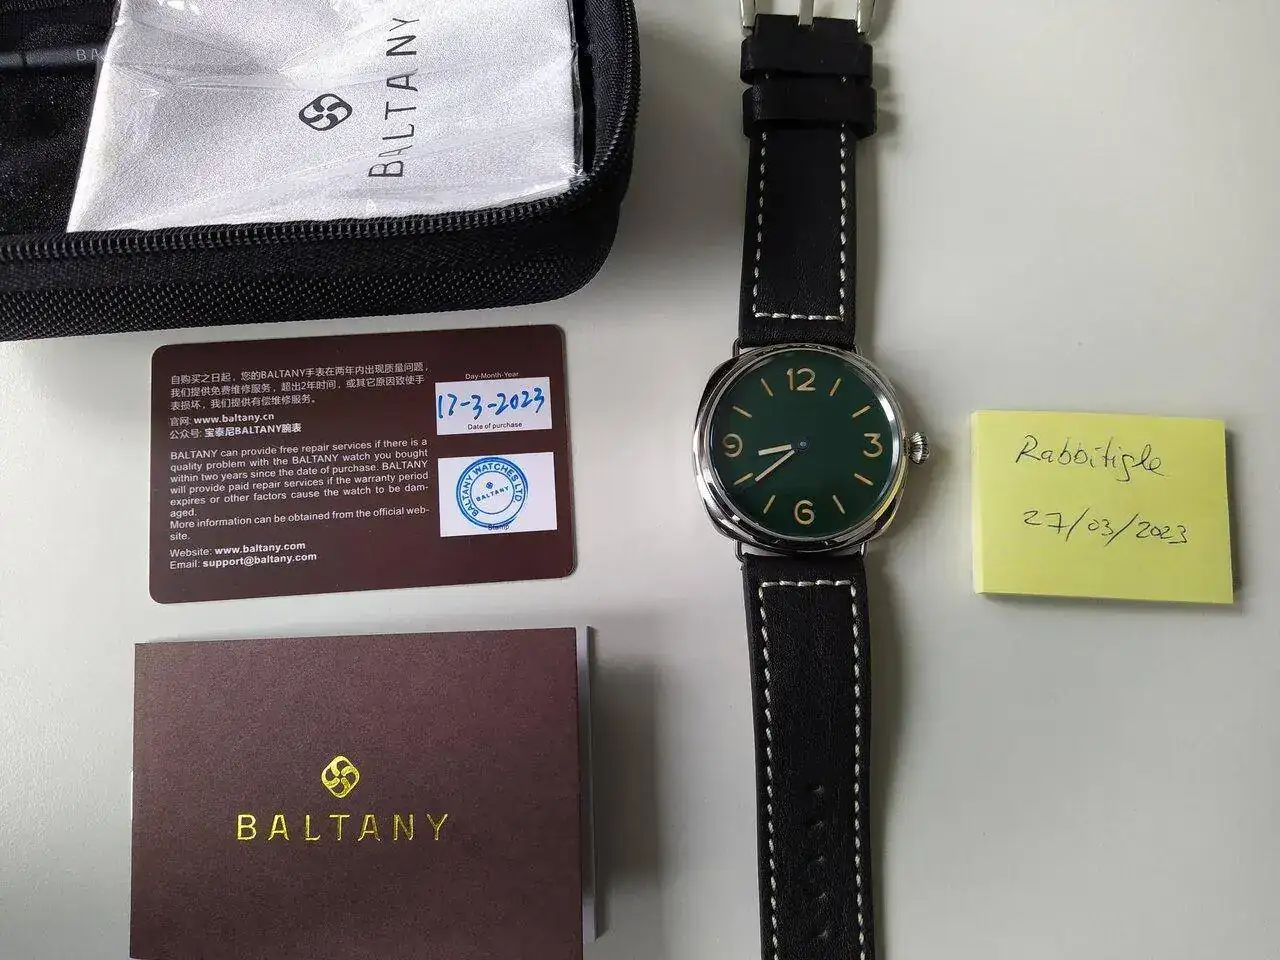 BA
BALTANY
自购买之日起，您的BALTANY手表在两年内出现质量问题，
我们提供免费维修服务，超出2年时间，或其它原因致使手
表损坏，我们提供有偿维修服务。
官网: www.baltany.cn
公众号: 宝泰尼BALTANY腕表
BALTANY can provide free repair services if there is a
quality problem with the BALTANY watch you bought
within two years since the date of purchase. BALTANY
will provide paid repair services if the warranty period
expires or other factors cause the watch to be dam-
aged.
More information can be obtained from the official web-
site.
Website: www.baltany.com
Email: support@baltany.com
Day-Month-Year
17-3-2023
Date of purchase
BALTANY WATCHES LTD
BALTANY
Stamp
BALTANY
12
3
6
9
Rabbitigle
27/03/2023